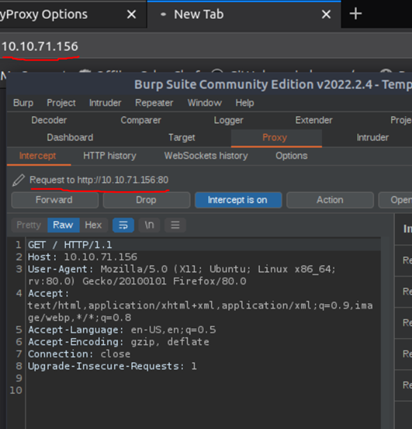 yProxy Options
New Tab
10.10.71.156
Burp Suite Community Edition v2022.2.4 - Temp
Burp Project Intruder Repeater Window Help
Decoder Comparer Logger Extender Proje
Dashboard Target Proxy Intruder
Intercept HTTP history WebSockets history Options
Request to http://10.10.71.156:80
Forward Drop Intercept is on Action Open
Pretty Raw Hex \n
1 GET / HTTP/1.1
2 Host: 10.10.71.156
3 User-Agent: Mozilla/5.0 (X11; Ubuntu; Linux x86_64;
rv:80.0) Gecko/20100101 Firefox/80.0
4 Accept:
text/html,application/xhtml+xml,application/xml;q=0.9,ima
ge/webp,*/*;q=0.8
5 Accept-Language: en-US,en;q=0.5
6 Accept-Encoding: gzip, deflate
7 Connection: close
8 Upgrade-Insecure-Requests: 1
9
10
In
Re
Re
Re
Re
Re